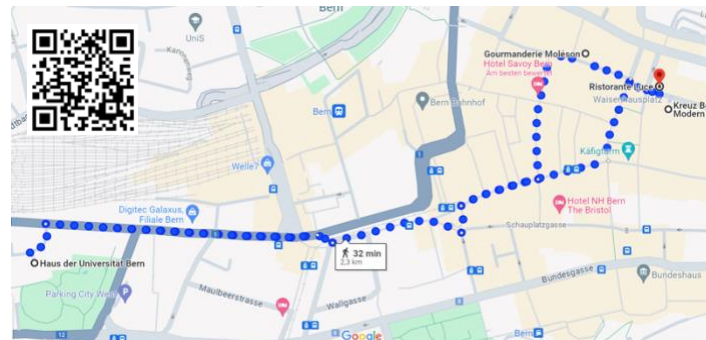 Bern
UniS
Kanonenweg
Gourmanderie Moléson
Hotel Savoy Bern
Am besten bewertet
Ristorante Luce
Waisenhausplatz
Kreuz B
Modern
Bern
Bern Bahnhof
Käfigturm
Welle7
Digitec Galaxus,
Filiale Bern
Hotel NH Bern
The Bristol
Schauplatzgasse
32 min
2,3 km
Haus der Universität Bern
Bundesgasse
Bundeshaus
Parking City West
Maulbeerstrasse
Wallgasse
12
Google
Bern